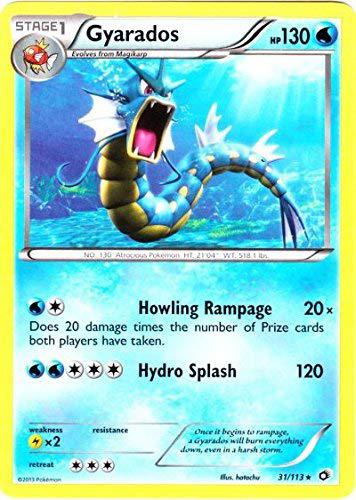 STAGE1
Gyarados
HP130
Evolves from Magikarp
NO. 130 Atrocious Pokémon HT: 21'04" WT: 518.1 lbs.
Howling Rampage 20×
Does 20 damage times the number of Prize cards
both players have taken.
Hydro Splash 120
weakness resistance
×2
retreat
Once it begins to rampage,
a Gyarados will burn everything
down, even in a harsh storm.
©2013 Pokémon
Illus. hatachu
31/113 ★